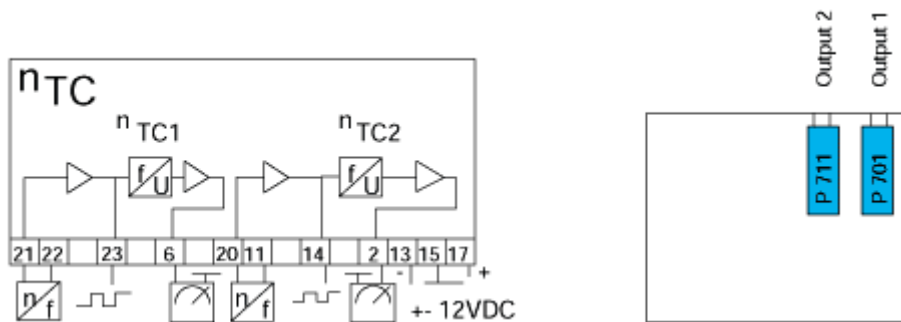 nTC
nTC1
nTC2
f/U
f/U
21 22 23 6 20 11 14 2 13 15 17
n/f
n/f
- +
+- 12VDC
Output 2
Output 1
P 711
P 701